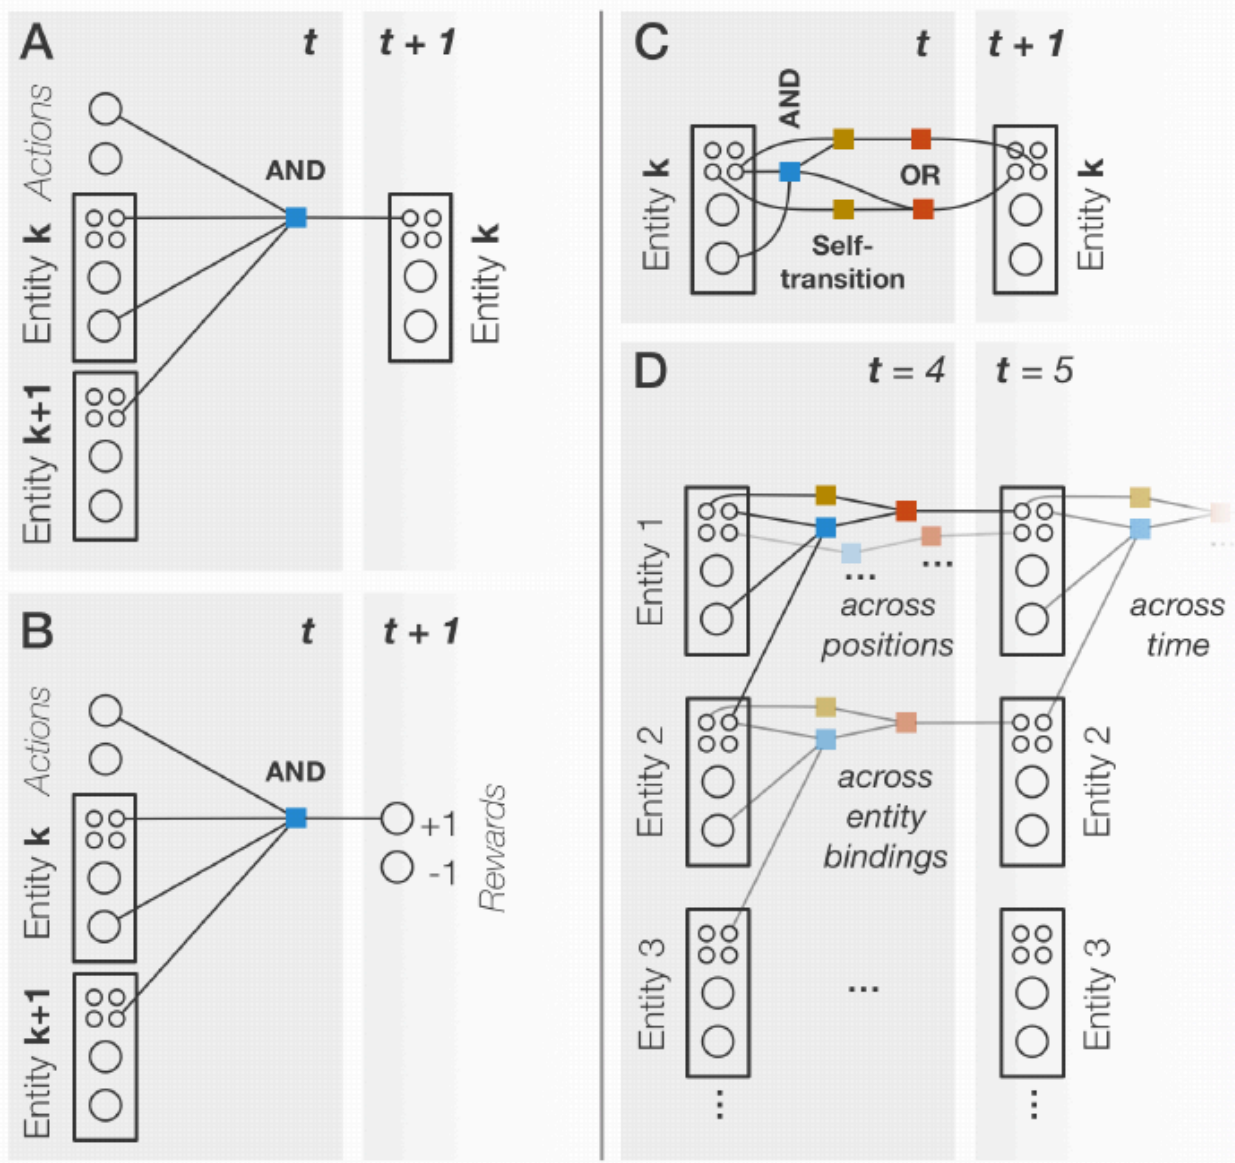 A
t
t + 1
Actions
AND
Entity k
Entity k
Entity k+1
B
t
t + 1
Actions
AND
Entity k
+1
-1
Rewards
Entity k+1
C
t
t + 1
AND
Entity k
OR
Entity k
Self-
transition
D
t = 4
t = 5
Entity 1
...
...
across
positions
across
time
...
Entity 2
across
entity
bindings
Entity 2
Entity 3
...
Entity 3
...
...